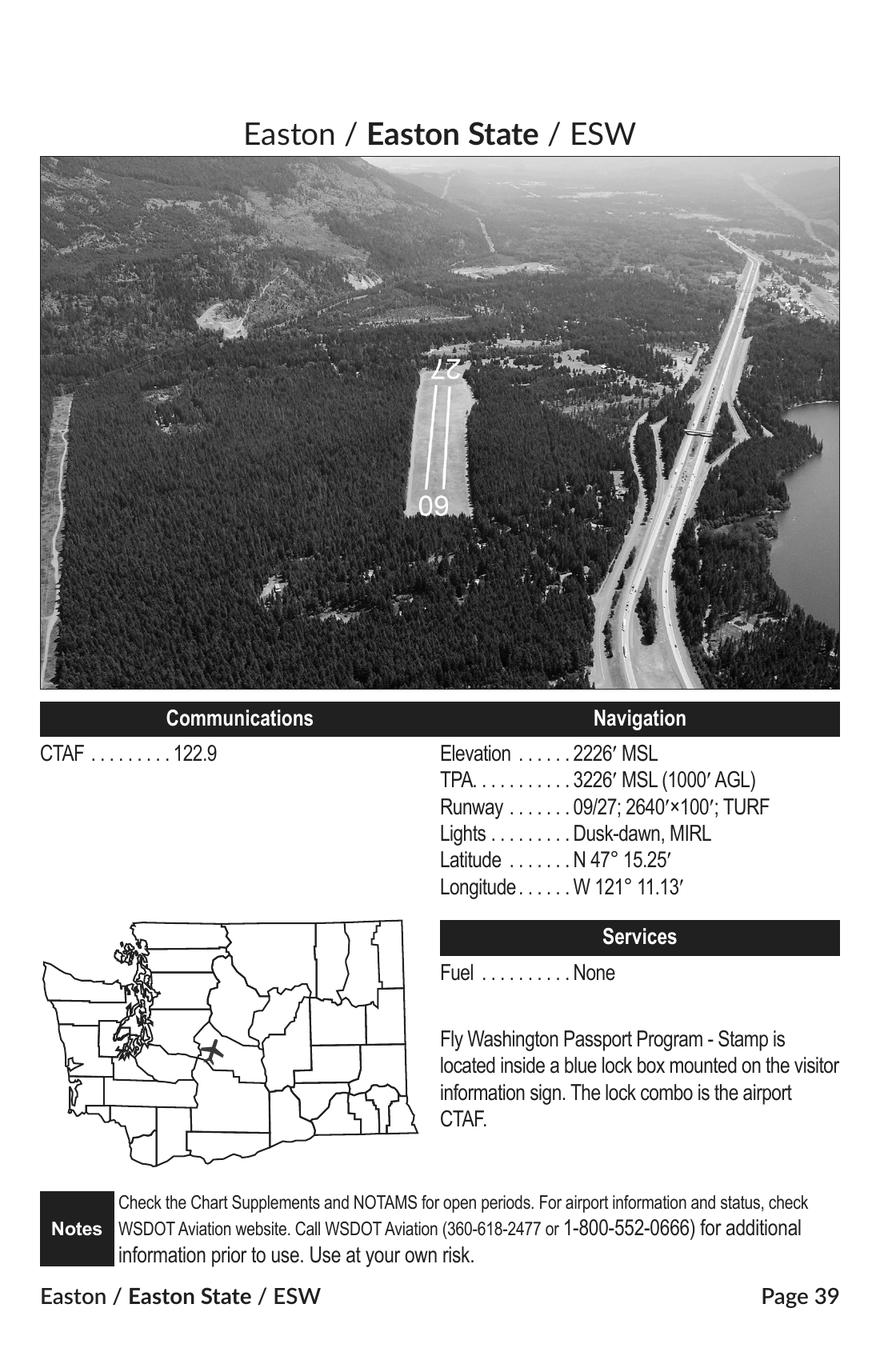 Easton / Easton State / ESW
27
09
Communications
CTAF . . . . . . . . . 122.9
Navigation
Elevation . . . . . . 2226′ MSL
TPA. . . . . . . . . . . 3226′ MSL (1000′ AGL)
Runway . . . . . . . 09/27; 2640′×100′; TURF
Lights . . . . . . . . . Dusk-dawn, MIRL
Latitude . . . . . . . N 47° 15.25′
Longitude . . . . . . W 121° 11.13′
Services
Fuel . . . . . . . . . . None
Fly Washington Passport Program - Stamp is
located inside a blue lock box mounted on the visitor
information sign. The lock combo is the airport
CTAF.
Notes
Check the Chart Supplements and NOTAMS for open periods. For airport information and status, check
WSDOT Aviation website. Call WSDOT Aviation (360-618-2477 or 1-800-552-0666) for additional
information prior to use. Use at your own risk.
Easton / Easton State / ESW
Page 39